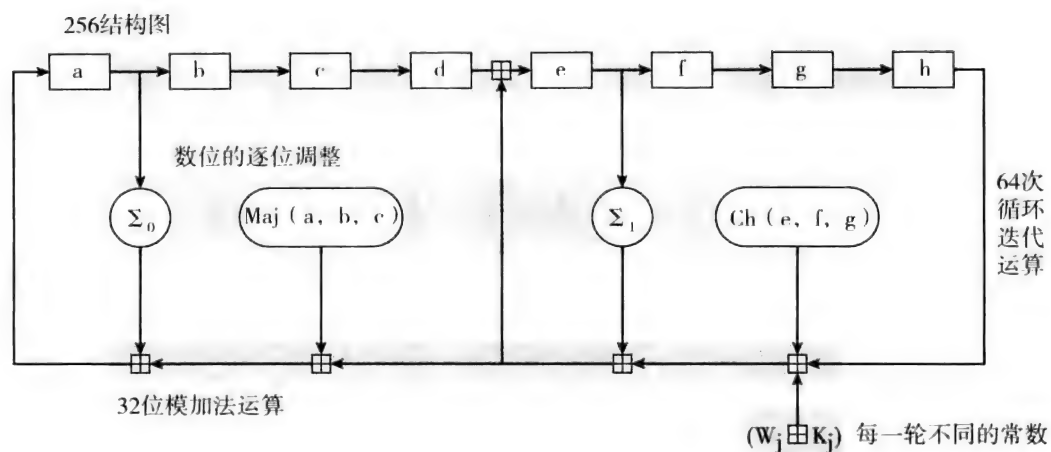 256结构图
a b c d e f g h
数位的逐位调整
Σ0 Maj（a，b，c） Σ1 Ch（e，f，g）
64次
循环
迭代
运算
32位模加法运算
(Wj⊞Kj) 每一轮不同的常数